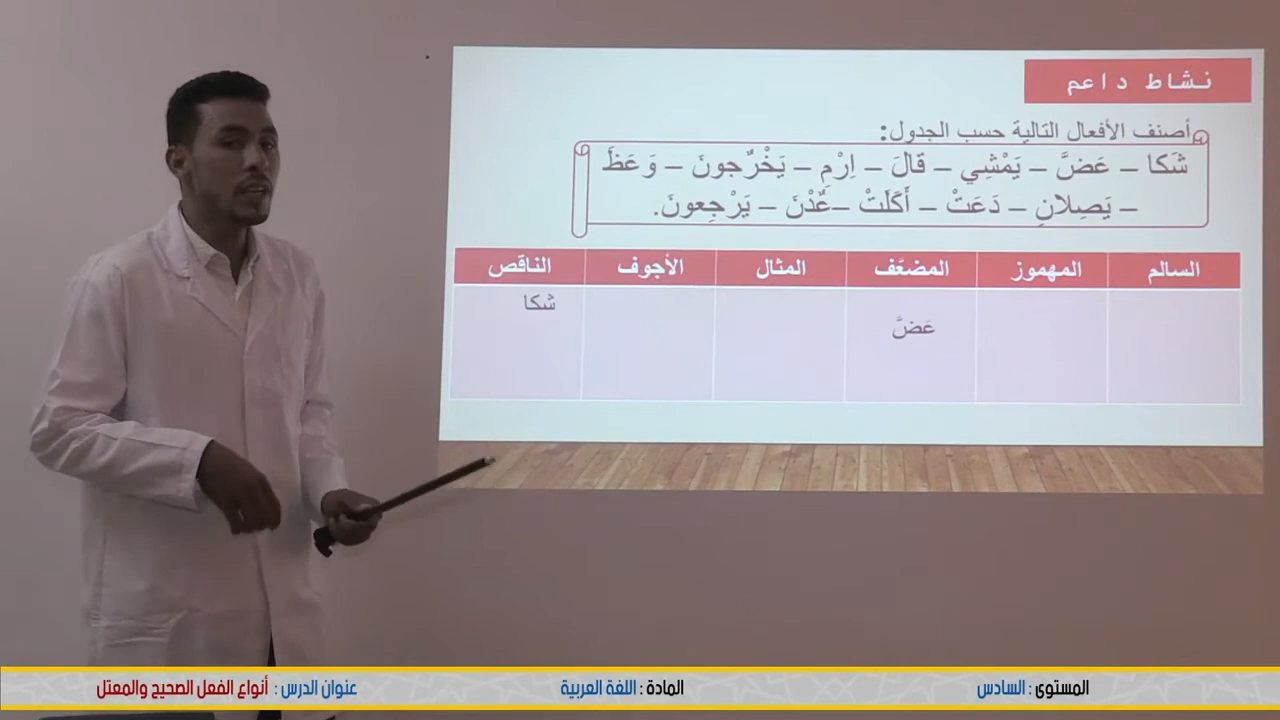 نشاط داعم
أصنف الأفعال التالية حسب الجدول:
شَكا – عَضَّ – يَمْشِي – قالَ – اِرْمِ – يَخْرُجونَ – وَعَظَ
– يَصِلانِ – دَعَتْ – أَكَلَتْ –عُدْنَ – يَرْجِعونَ.
السالم المهموز المضعَّف المثال الأجوف الناقص
شكا
عَضَّ
المستوى : السادس المادة : اللغة العربية عنوان الدرس : أنواع الفعل الصحيح والمعتل